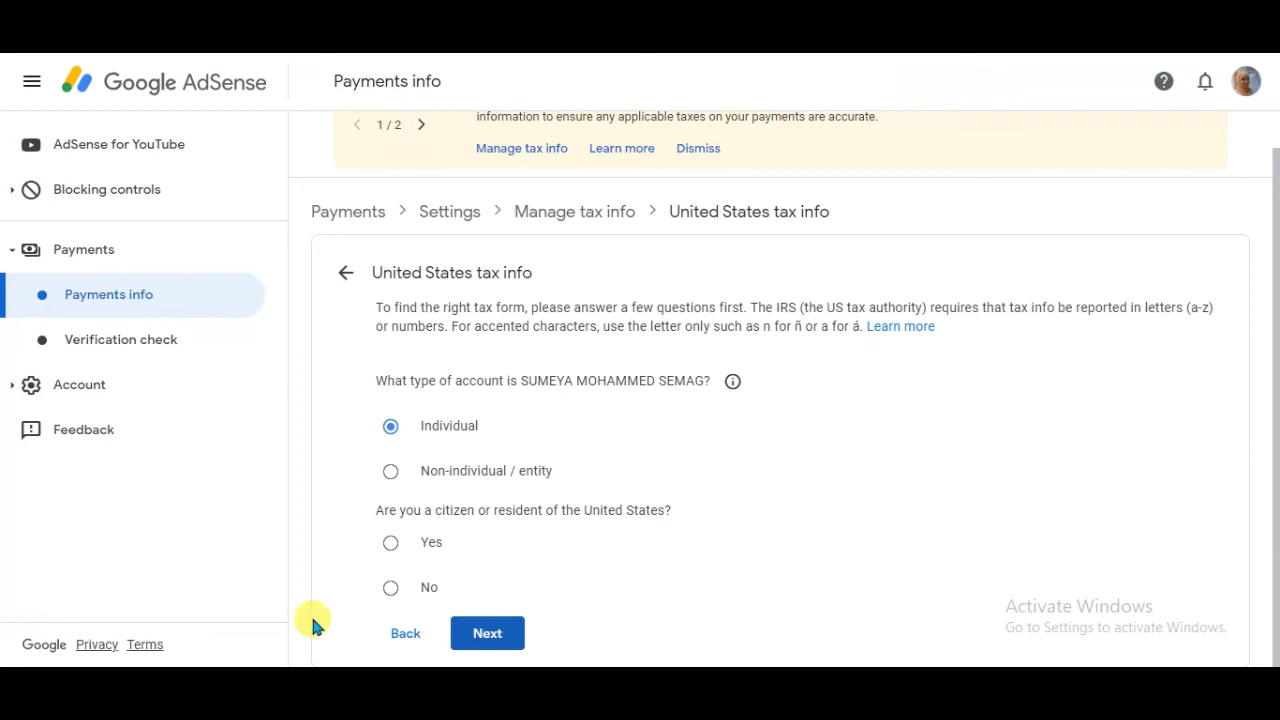 Google AdSense
Payments info
AdSense for YouTube
Blocking controls
Payments
Payments info
Verification check
Account
Feedback
Google Privacy Terms
1 / 2
information to ensure any applicable taxes on your payments are accurate.
Manage tax info Learn more Dismiss
Payments > Settings > Manage tax info > United States tax info
United States tax info
To find the right tax form, please answer a few questions first. The IRS (the US tax authority) requires that tax info be reported in letters (a-z)
or numbers. For accented characters, use the letter only such as n for ñ or a for á. Learn more
What type of account is SUMEYA MOHAMMED SEMAG?
Individual
Non-individual / entity
Are you a citizen or resident of the United States?
Yes
No
Back Next
Activate Windows
Go to Settings to activate Windows.